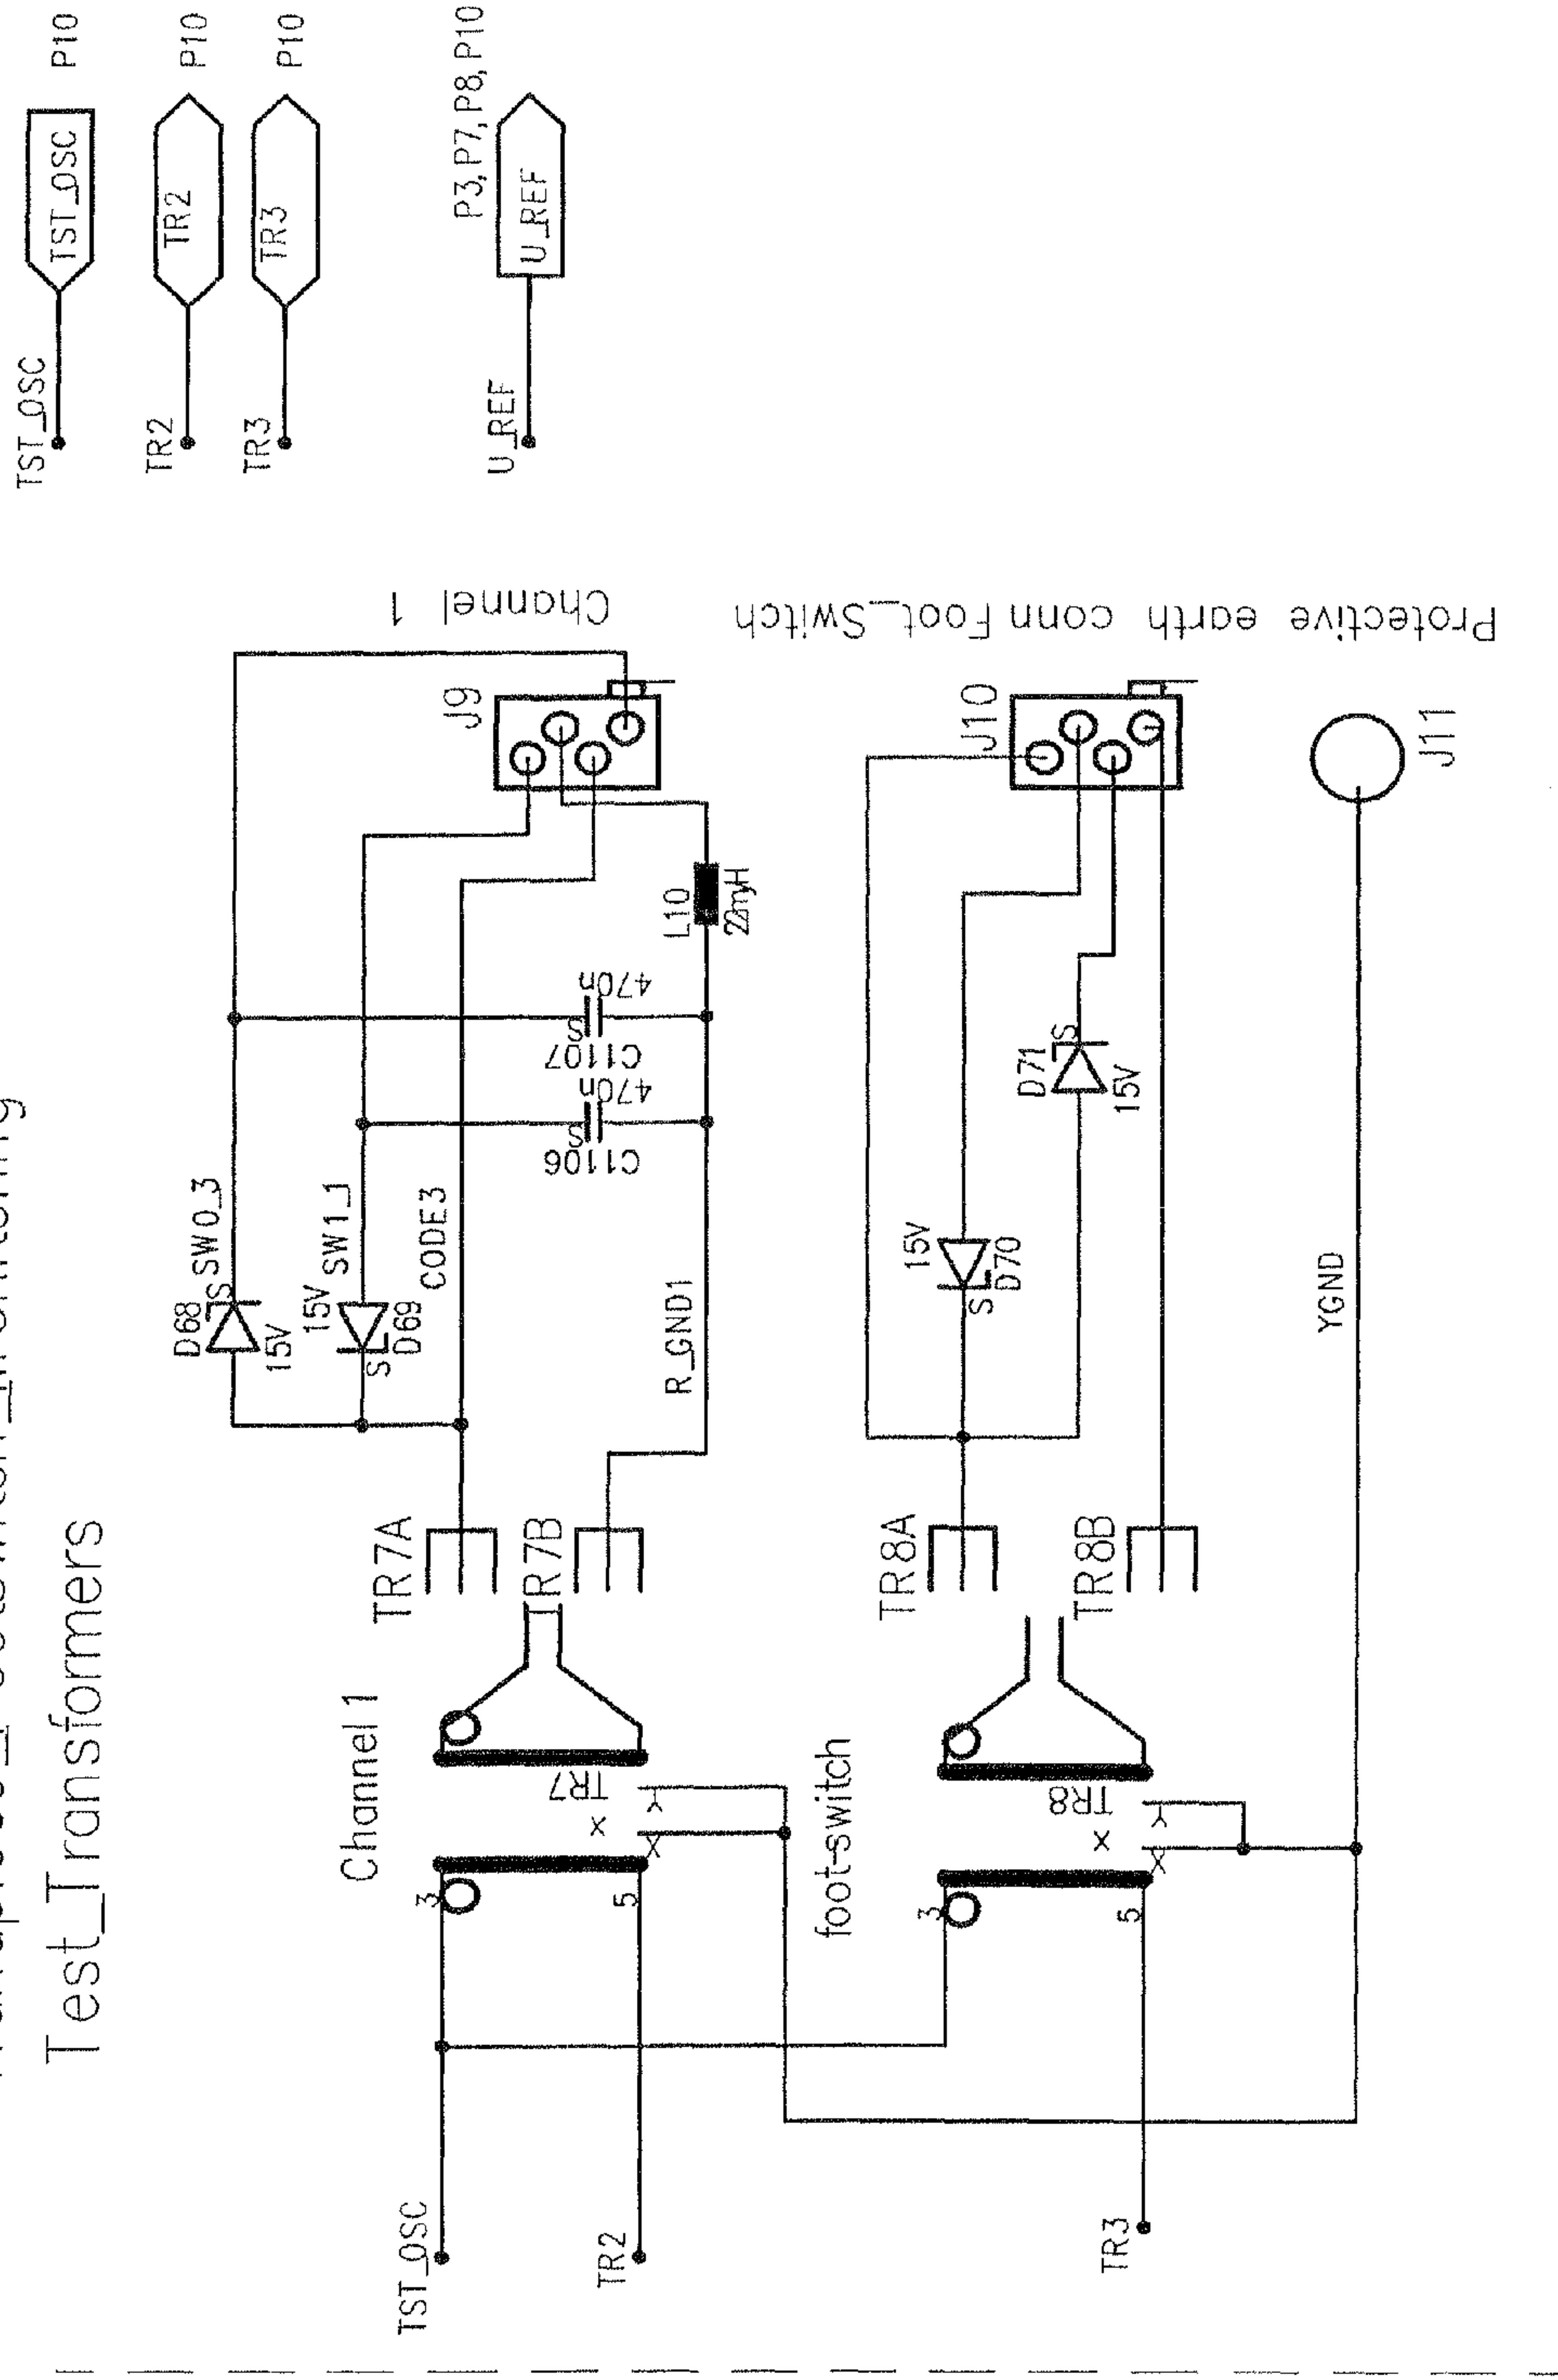 Test_Transformers
TST_OSC
TST_OSC
P10
TR2
TR2
P10
TR3
TR3
P10
U_REF
U_REF
P3, P7, P8, P10
D68
S
15V
SW0_3
15V
S
D69
SW1_1
CODE3
R_GND1
C1106
S
470n
C1107
S
470n
L10
J9
Channel 1
TR7A
TR7B
Channel 1
3
5
TR7
X
Y
X
TST_OSC
TR2
foot-switch
3
5
TR8
X
Y
X
TR3
TR8A
TR8B
15V
S
D70
D71
S
15V
J10
Foot_Switch
Protective earth conn
YGND
J11